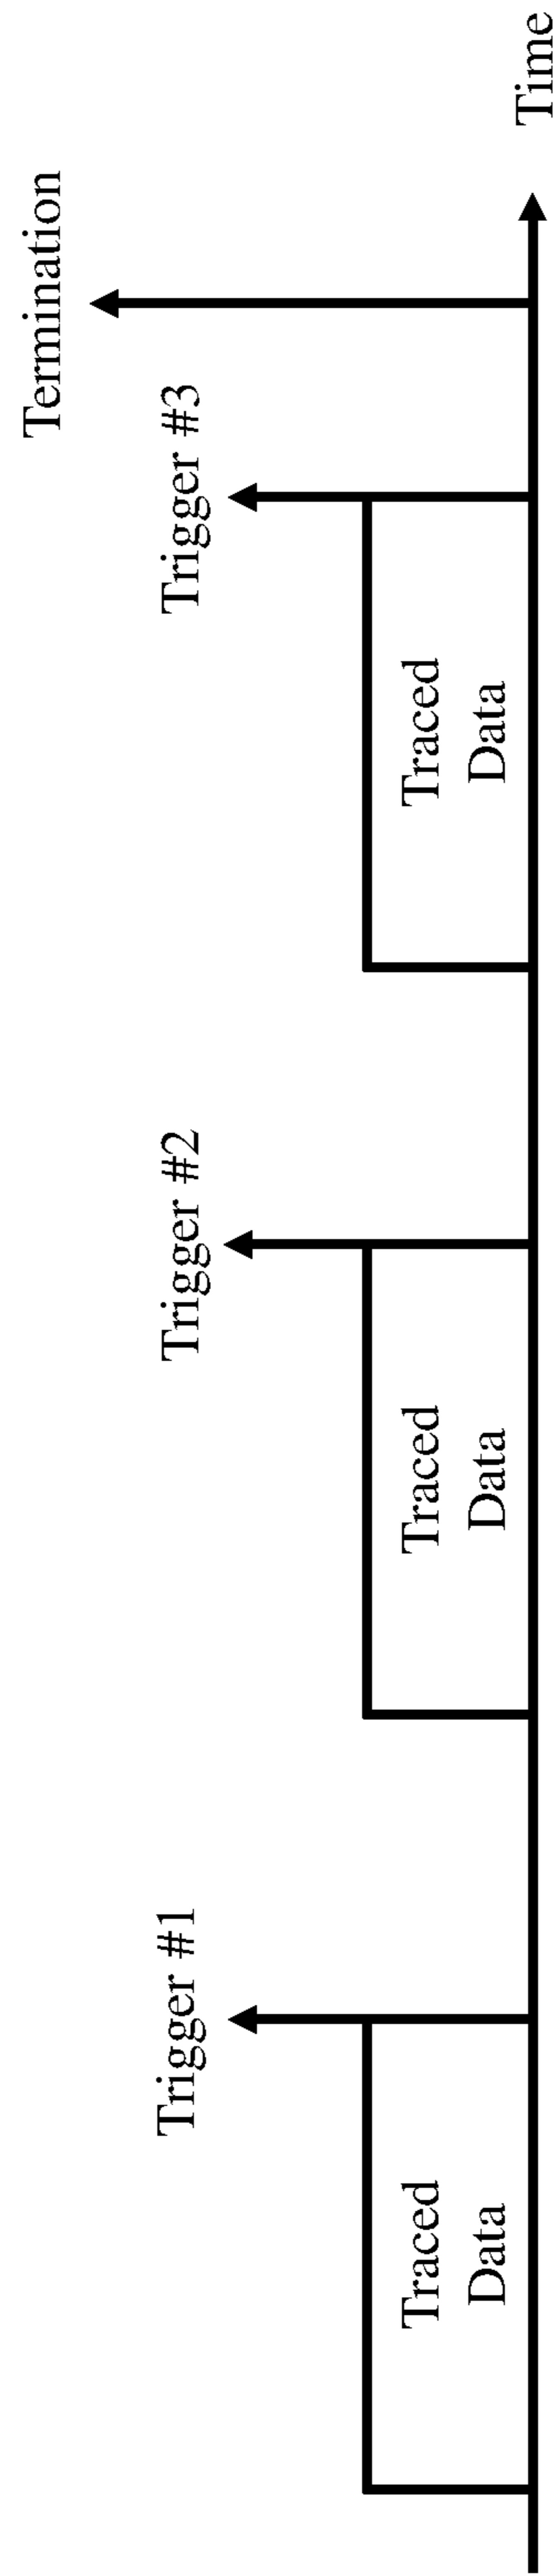 Termination
Trigger #1
Trigger #2
Trigger #3
Traced
Data
Traced
Data
Traced
Data
Time